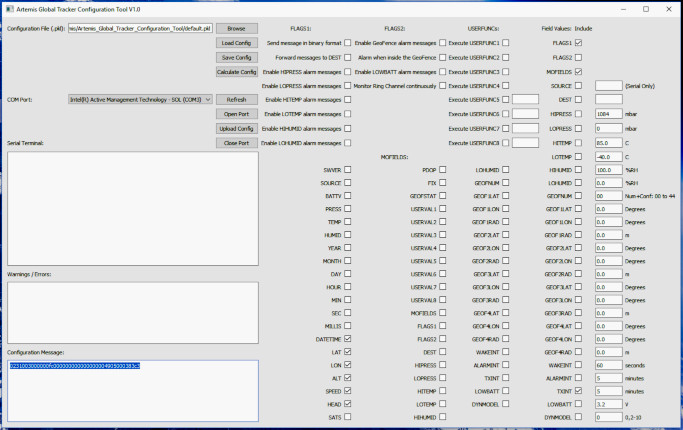 Artemis Global Tracker Configuration Tool V1.0
Configuration File (.pkl): ns/Artemis_Global_Tracker_Configuration_Tool/default.pkl Browse FLAGS1: FLAGS2: USERFUNCs: Field Values: Include
Load Config Send message in binary format Enable GeoFence alarm messages Execute USERFUNC1 FLAGS1
Save Config Forward messages to DEST Alarm when inside the GeoFence Execute USERFUNC2 FLAGS2
Calculate Config Enable HIPRESS alarm messages Enable LOWBATT alarm messages Execute USERFUNC3 MOFIELDS
Enable LOPRESS alarm messages Monitor Ring Channel continuously Execute USERFUNC4 SOURCE (Serial Only)
COM Port: Intel(R) Active Management Technology - SOL (COM3) Refresh Enable HITEMP alarm messages Execute USERFUNC5 DEST
Open Port Enable LOTEMP alarm messages Execute USERFUNC6 HIPRESS 1084 mbar
Upload Config Enable HIHUMID alarm messages Execute USERFUNC7 LOPRESS 0 mbar
Serial Terminal: Close Port Enable LOHUMID alarm messages Execute USERFUNC8 HITEMP 85.0 C
MOFIELDS: LOTEMP -40.0 C
SWVER PDOP LOHUMID HIHUMID 100.0 %RH
SOURCE FIX GEOFNUM LOHUMID 0.0 %RH
BATTV GEOFSTAT GEOF1LAT GEOFNUM 00 Num+Conf: 00 to 44
PRESS USERVAL1 GEOF1LON GEOF1LAT 0.0 Degrees
TEMP USERVAL2 GEOF1RAD GEOF1LON 0.0 Degrees
HUMID USERVAL3 GEOF2LAT GEOF1RAD 0.0 m
YEAR USERVAL4 GEOF2LON GEOF2LAT 0.0 Degrees
MONTH USERVAL5 GEOF2RAD GEOF2LON 0.0 Degrees
Warnings / Errors: DAY USERVAL6 GEOF3LAT GEOF2RAD 0.0 m
HOUR USERVAL7 GEOF3LON GEOF3LAT 0.0 Degrees
MIN USERVAL8 GEOF3RAD GEOF3LON 0.0 Degrees
SEC MOFIELDS GEOF4LAT GEOF3RAD 0.0 m
MILLIS FLAGS1 GEOF4LON GEOF4LAT 0.0 Degrees
DATETIME FLAGS2 GEOF4RAD GEOF4LON 0.0 Degrees
Configuration Message: LAT DEST WAKEINT GEOF4RAD 0.0 m
LON HIPRESS ALARMINT WAKEINT 60 seconds
ALT LOPRESS TXINT ALARMINT 5 minutes
SPEED HITEMP LOWBATT TXINT 5 minutes
HEAD LOTEMP DYNMODEL LOWBATT 3.2 V
SATS HIHUMID DYNMODEL 0 0,2-10